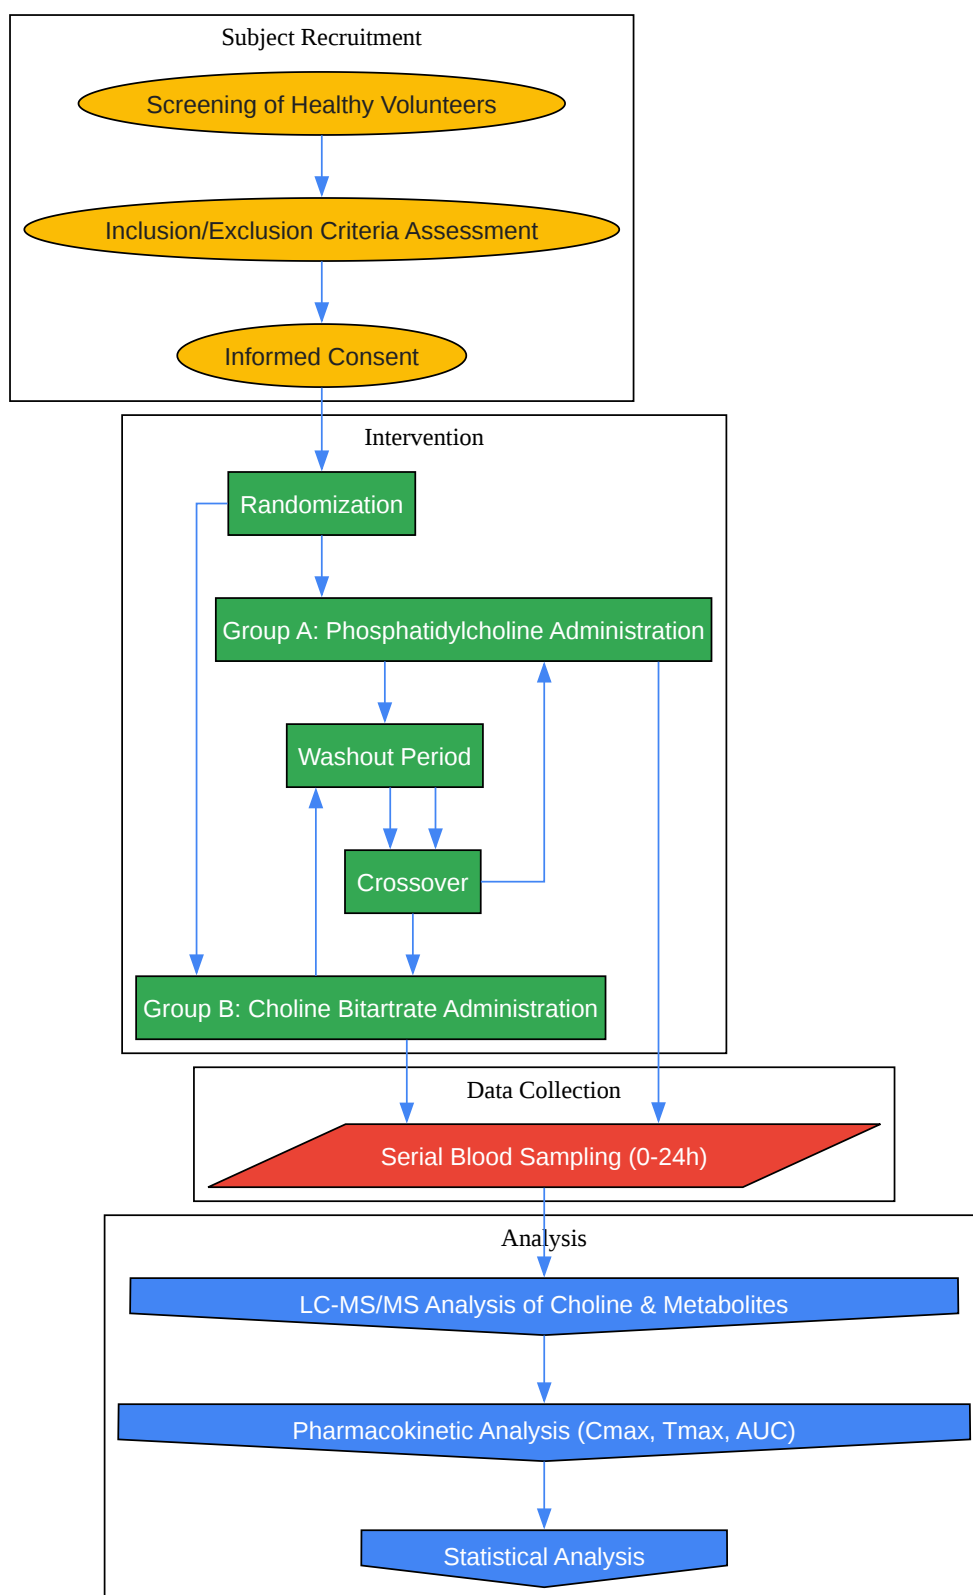 Subject Recruitment
Screening of Healthy Volunteers
Inclusion/Exclusion Criteria Assessment
Informed Consent
Intervention
Randomization
Group A: Phosphatidylcholine Administration
Washout Period
Crossover
Group B: Choline Bitartrate Administration
Data Collection
Serial Blood Sampling (0-24h)
Analysis
LC-MS/MS Analysis of Choline & Metabolites
Pharmacokinetic Analysis (Cmax, Tmax, AUC)
Statistical Analysis